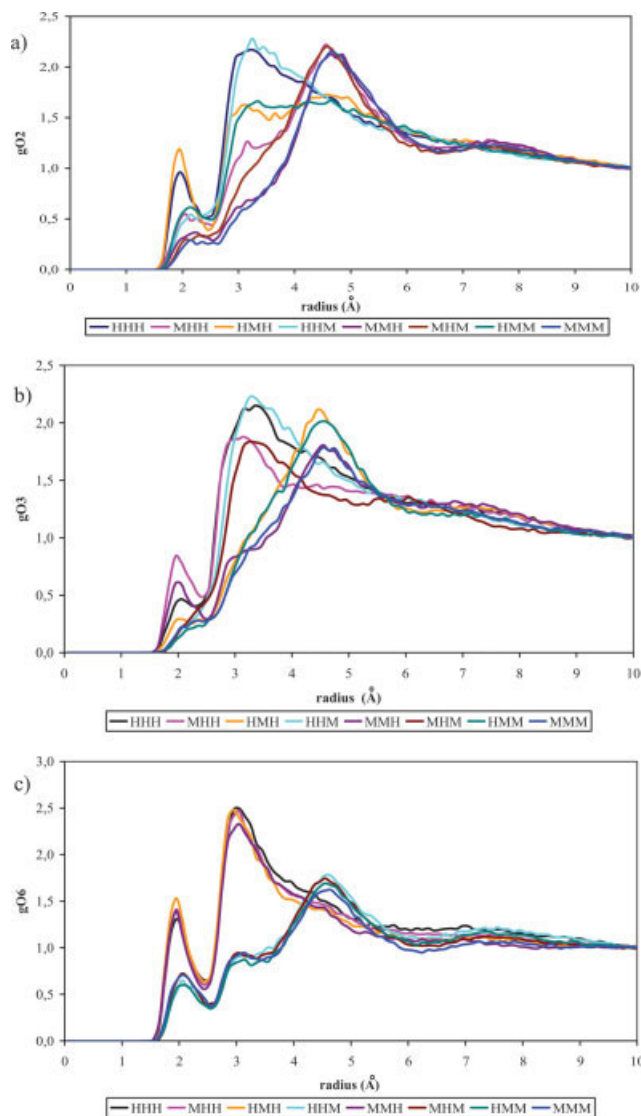 a)
2,5
2,0
1,5
1,0
0,5
0,0
gO2
0 1 2 3 4 5 6 7 8 9 10
radius (Å)
HHH MHH HMH HHM MMH MHM HMM MMM
b)
2,5
2,0
1,5
1,0
0,5
0,0
gO3
0 1 2 3 4 5 6 7 8 9 10
radius (Å)
HHH MHH HMH HHM MMH MHM HMM MMM
c)
3,0
2,5
2,0
1,5
1,0
0,5
0,0
gO6
0 1 2 3 4 5 6 7 8 9 10
radius (Å)
HHH MHH HMH HHM MMH MHM HMM MMM